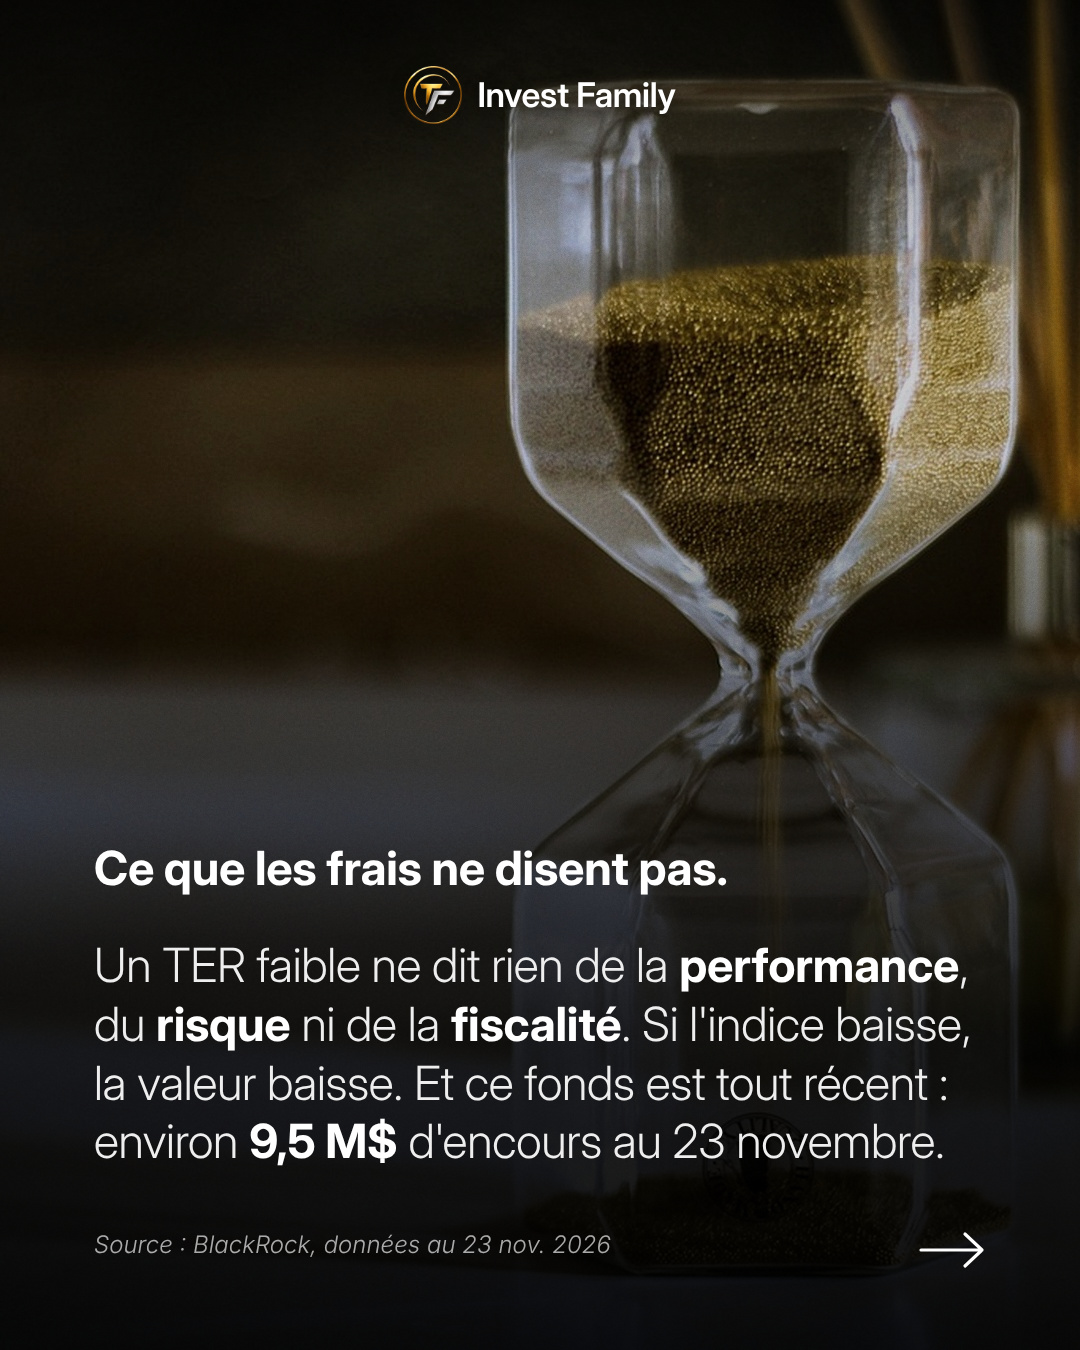 TF Invest Family
Ce que les frais ne disent pas.
Un TER faible ne dit rien de la performance,
du risque ni de la fiscalité. Si l'indice baisse,
la valeur baisse. Et ce fonds est tout récent :
environ 9,5 M$ d'encours au 23 novembre.
Source : BlackRock, données au 23 nov. 2026